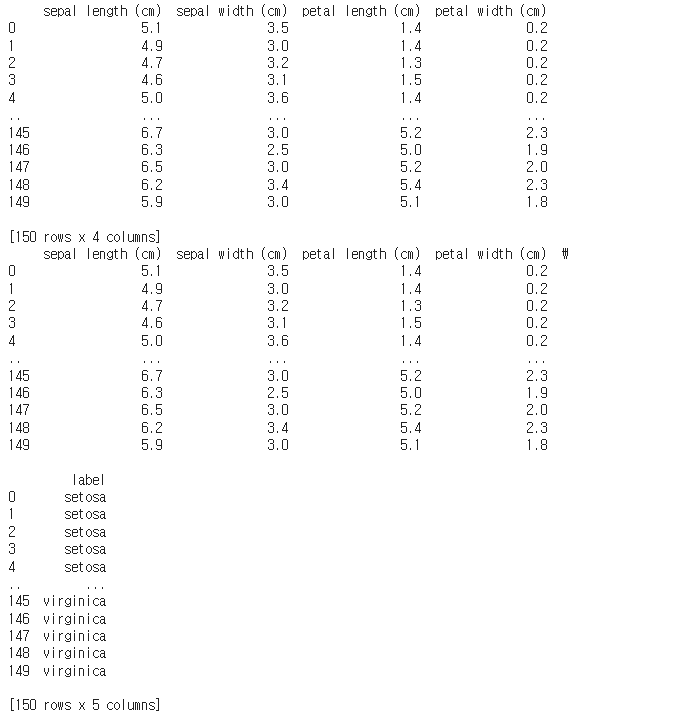 sepal length (cm)  sepal width (cm)  petal length (cm)  petal width (cm)
0                  5.1               3.5                1.4               0.2
1                  4.9               3.0                1.4               0.2
2                  4.7               3.2                1.3               0.2
3                  4.6               3.1                1.5               0.2
4                  5.0               3.6                1.4               0.2
..                 ...               ...                ...               ...
145                6.7               3.0                5.2               2.3
146                6.3               2.5                5.0               1.9
147                6.5               3.0                5.2               2.0
148                6.2               3.4                5.4               2.3
149                5.9               3.0                5.1               1.8

[150 rows x 4 columns]
     sepal length (cm)  sepal width (cm)  petal length (cm)  petal width (cm)  ₩
0                  5.1               3.5                1.4               0.2
1                  4.9               3.0                1.4               0.2
2                  4.7               3.2                1.3               0.2
3                  4.6               3.1                1.5               0.2
4                  5.0               3.6                1.4               0.2
..                 ...               ...                ...               ...
145                6.7               3.0                5.2               2.3
146                6.3               2.5                5.0               1.9
147                6.5               3.0                5.2               2.0
148                6.2               3.4                5.4               2.3
149                5.9               3.0                5.1               1.8

         label
0       setosa
1       setosa
2       setosa
3       setosa
4       setosa
..         ...
145  virginica
146  virginica
147  virginica
148  virginica
149  virginica

[150 rows x 5 columns]